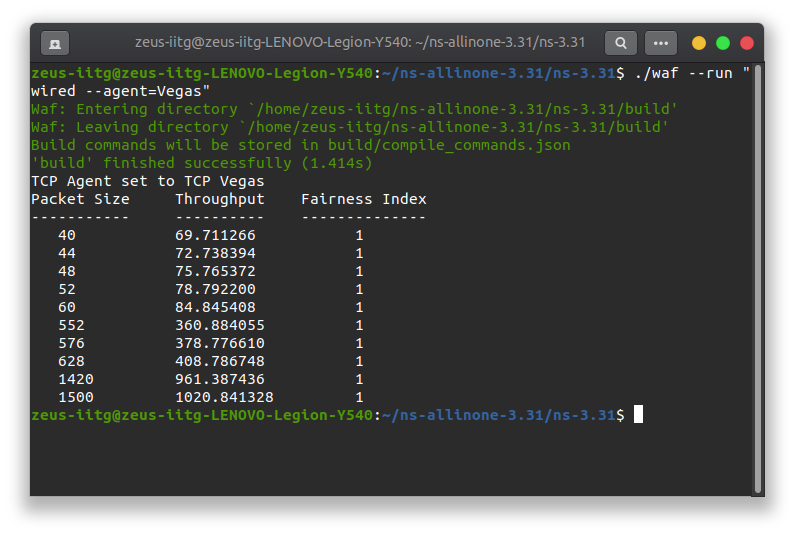 zeus-iitg@zeus-iitg-LENOVO-Legion-Y540: ~/ns-allinone-3.31/ns-3.31
zeus-iitg@zeus-iitg-LENOVO-Legion-Y540:~/ns-allinone-3.31/ns-3.31$ ./waf --run "
wired --agent=Vegas"
Waf: Entering directory `/home/zeus-iitg/ns-allinone-3.31/ns-3.31/build'
Waf: Leaving directory `/home/zeus-iitg/ns-allinone-3.31/ns-3.31/build'
Build commands will be stored in build/compile_commands.json
'build' finished successfully (1.414s)
TCP Agent set to TCP Vegas
Packet Size     Throughput    Fairness Index
-----------     ----------    --------------
   40           69.711266           1
   44           72.738394           1
   48           75.765372           1
   52           78.792200           1
   60           84.845408           1
   552          360.884055          1
   576          378.776610          1
   628          408.786748          1
   1420         961.387436          1
   1500         1020.841328         1
zeus-iitg@zeus-iitg-LENOVO-Legion-Y540:~/ns-allinone-3.31/ns-3.31$